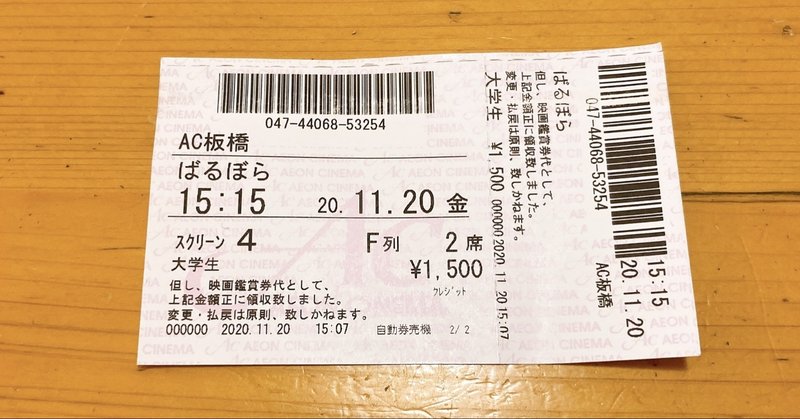 047-44068-53254
AC板橋
ばるぼら
15:15 20.11.20 金
スクリーン 4 F列 2席
大学生 ¥1,500
クレジット
但し、映画鑑賞券代として、
上記金額正に領収致しました。
変更・払戻は原則、致しかねます。
000000 2020.11.20 15:07 自動券売機 2/2
ばるぼら
但し、映画鑑賞券代として、
上記金額正に領収致しました。
変更・払戻は原則、致しかねます。
大学生 ¥1,500 000000 2020.11.20 15:07
047-44068-53254
15:15
20.11.20
AC板橋
AEON CINEMA